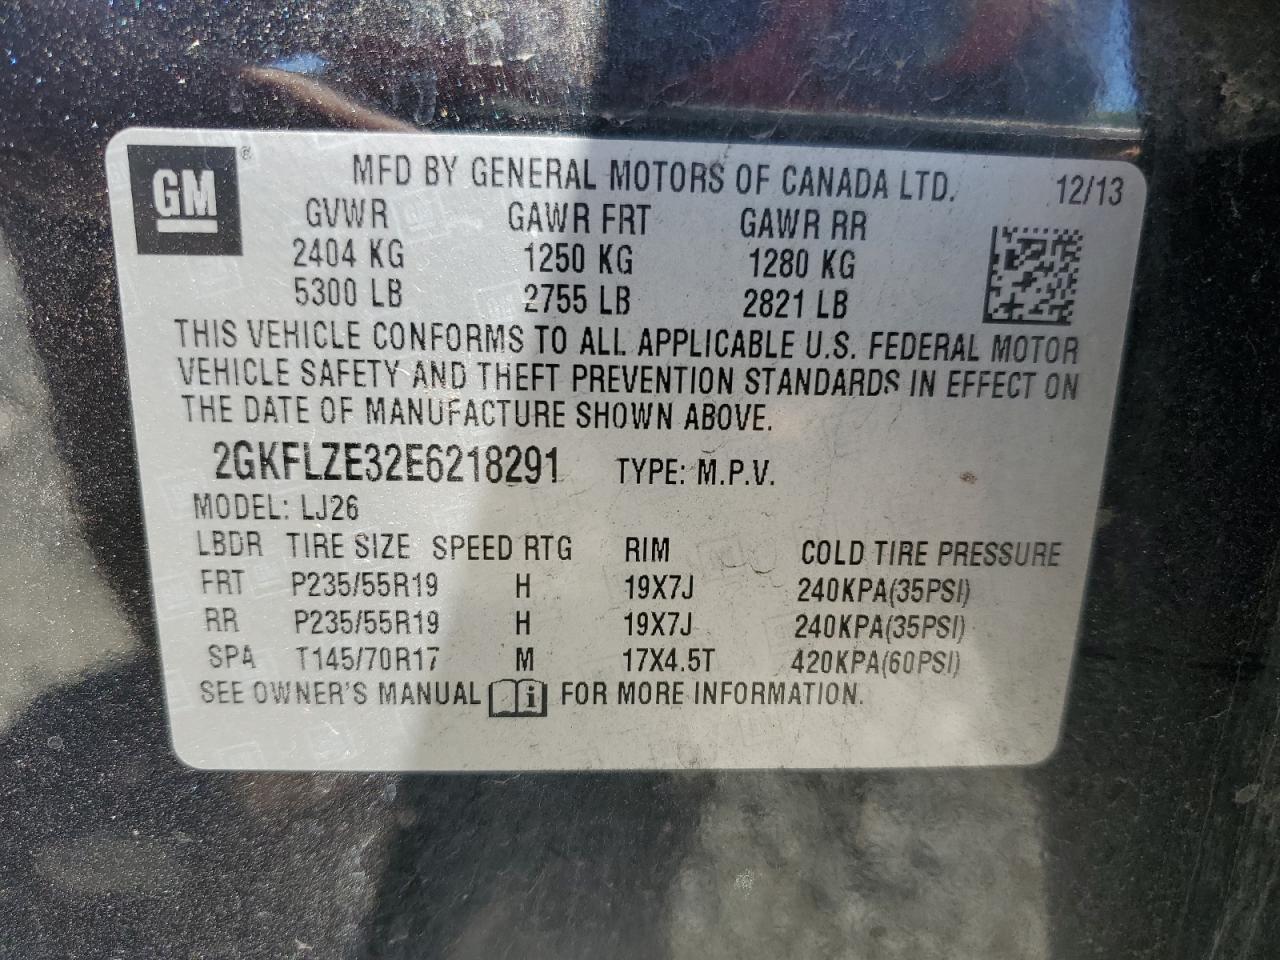 GM ®
MFD BY GENERAL MOTORS OF CANADA LTD. 12/13
GVWR GAWR FRT GAWR RR
2404 KG 1250 KG 1280 KG
5300 LB 2755 LB 2821 LB
THIS VEHICLE CONFORMS TO ALL APPLICABLE U.S. FEDERAL MOTOR
VEHICLE SAFETY AND THEFT PREVENTION STANDARDS IN EFFECT ON
THE DATE OF MANUFACTURE SHOWN ABOVE.
2GKFLZE32E6218291 TYPE: M.P.V.
MODEL: LJ26
LBDR TIRE SIZE SPEED RTG RIM COLD TIRE PRESSURE
FRT P235/55R19 H 19X7J 240KPA(35PSI)
RR P235/55R19 H 19X7J 240KPA(35PSI)
SPA T145/70R17 M 17X4.5T 420KPA(60PSI)
SEE OWNER'S MANUAL i FOR MORE INFORMATION.